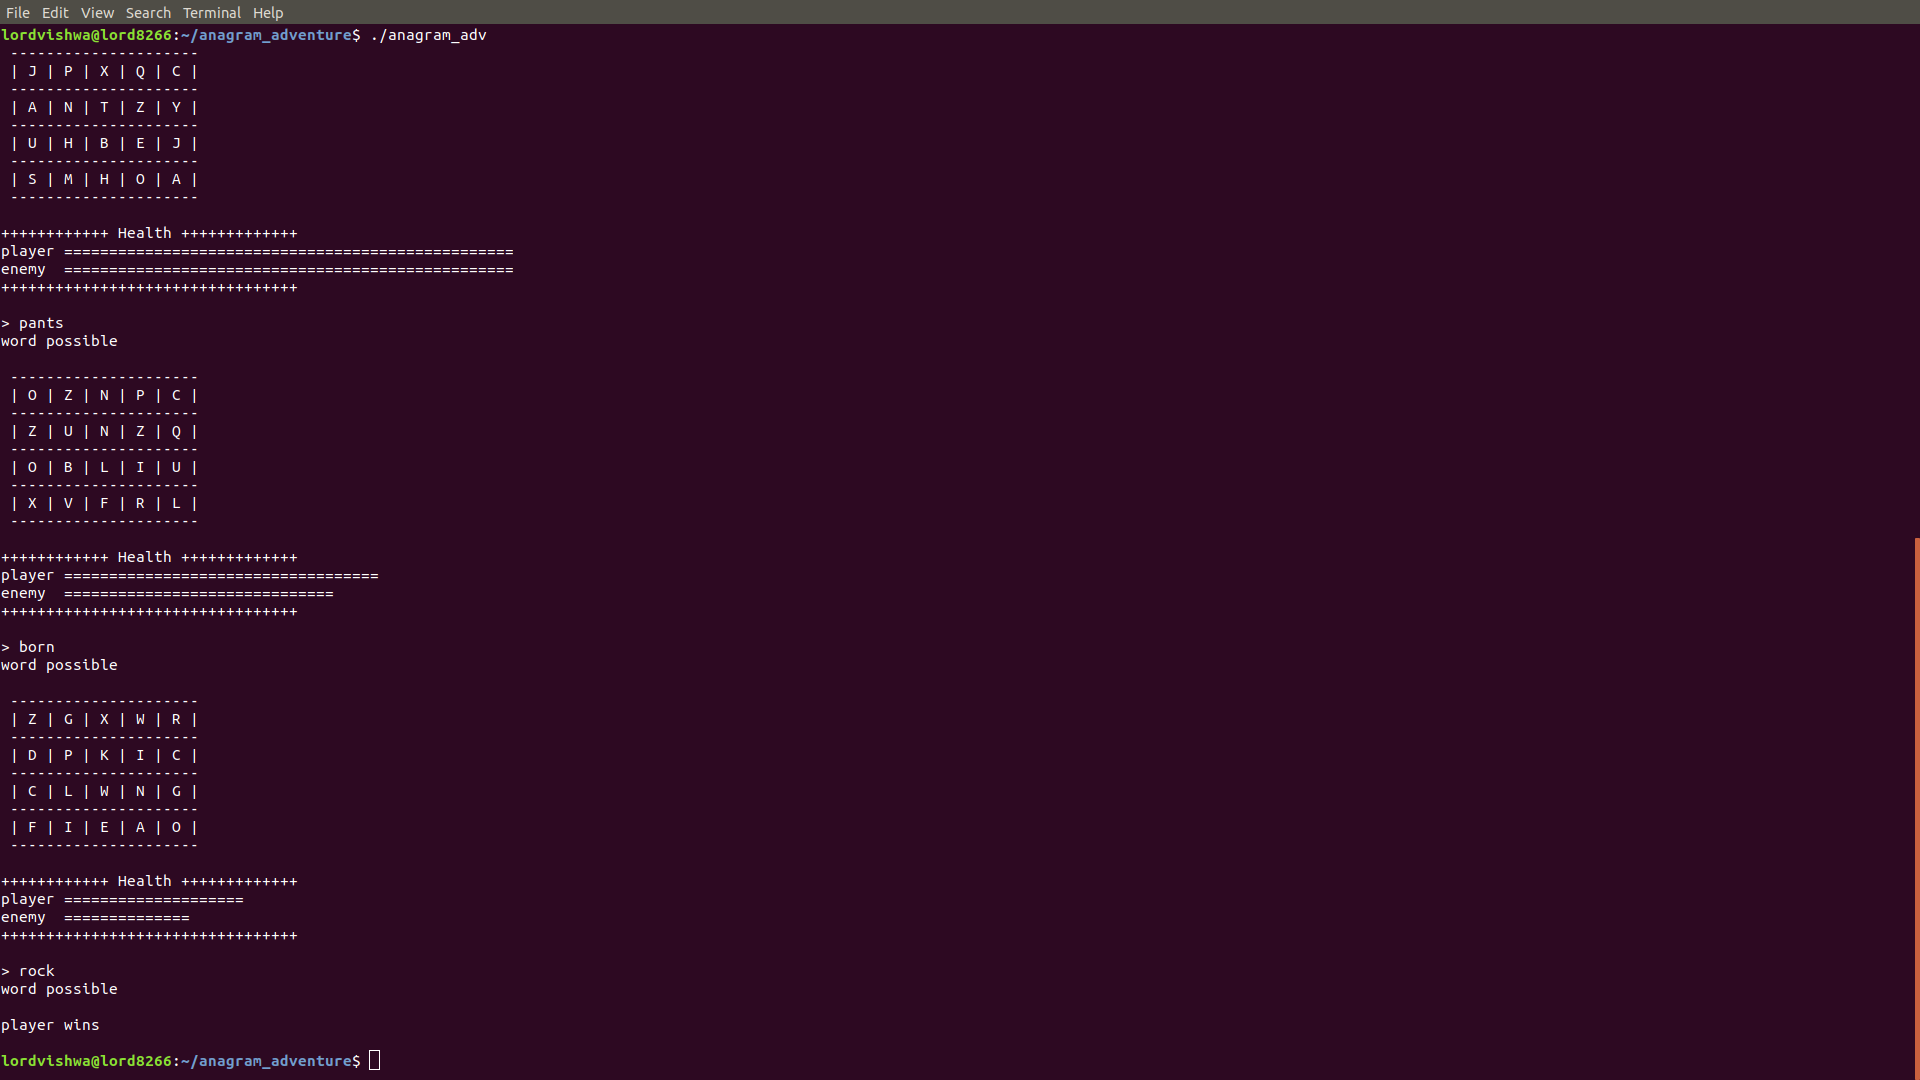 File Edit View Search Terminal Help
lordvishwa@lord8266:~/anagram_adventure$ ./anagram_adv
---------------------
| J | P | X | Q | C |
---------------------
| A | N | T | Z | Y |
---------------------
| U | H | B | E | J |
---------------------
| S | M | H | O | A |
---------------------
++++++++++++ Health +++++++++++++
player ==================================================
enemy  ==================================================
+++++++++++++++++++++++++++++++++
> pants
word possible
---------------------
| O | Z | N | P | C |
---------------------
| Z | U | N | Z | Q |
---------------------
| O | B | L | I | U |
---------------------
| X | V | F | R | L |
---------------------
++++++++++++ Health +++++++++++++
player ===================================
enemy  ==============================
+++++++++++++++++++++++++++++++++
> born
word possible
---------------------
| Z | G | X | W | R |
---------------------
| D | P | K | I | C |
---------------------
| C | L | W | N | G |
---------------------
| F | I | E | A | O |
---------------------
++++++++++++ Health +++++++++++++
player ====================
enemy  ==============
+++++++++++++++++++++++++++++++++
> rock
word possible
player wins
lordvishwa@lord8266:~/anagram_adventure$